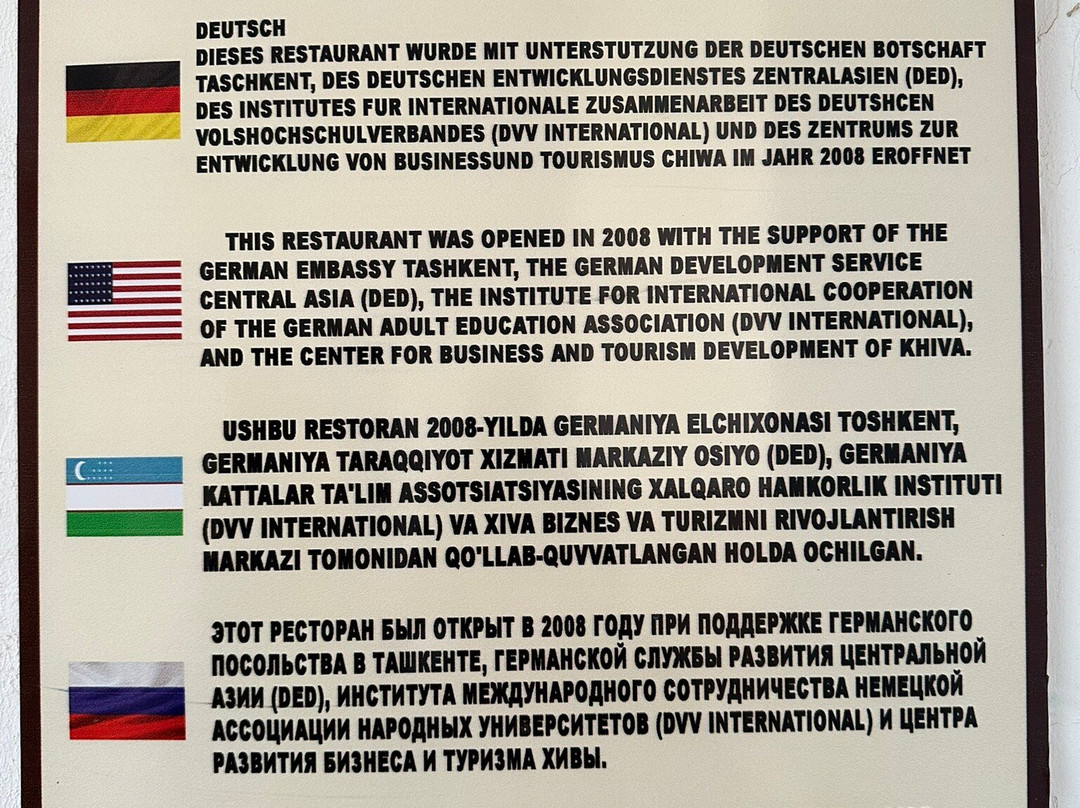 DEUTSCH
DIESES RESTAURANT WURDE MIT UNTERSTUTZUNG DER DEUTSCHEN BOTSCHAFT
TASCHKENT, DES DEUTSCHEN ENTWICKLUNGSDIENSTES ZENTRALASIEN (DED),
DES INSTITUTES FUR INTERNATIONALE ZUSAMMENARBEIT DES DEUTSHCEN
VOLSHOCHSCHULVERBANDES (DVV INTERNATIONAL) UND DES ZENTRUMS ZUR
ENTWICKLUNG VON BUSINESSUND TOURISMUS CHIWA IM JAHR 2008 EROFFNET
THIS RESTAURANT WAS OPENED IN 2008 WITH THE SUPPORT OF THE
GERMAN EMBASSY TASHKENT, THE GERMAN DEVELOPMENT SERVICE
CENTRAL ASIA (DED), THE INSTITUTE FOR INTERNATIONAL COOPERATION
OF THE GERMAN ADULT EDUCATION ASSOCIATION (DVV INTERNATIONAL),
AND THE CENTER FOR BUSINESS AND TOURISM DEVELOPMENT OF KHIVA.
USHBU RESTORAN 2008-YILDA GERMANIYA ELCHIXONASI TOSHKENT,
GERMANIYA TARAQQIYOT XIZMATI MARKAZIY OSIYO (DED), GERMANIYA
KATTALAR TA'LIM ASSOTSIATSIYASINING XALQARO HAMKORLIK INSTITUTI
(DVV INTERNATIONAL) VA XIVA BIZNES VA TURIZMNI RIVOJLANTIRISH
MARKAZI TOMONIDAN QO'LLAB-QUVVATLANGAN HOLDA OCHILGAN.
ЭТОТ РЕСТОРАН БЫЛ ОТКРЫТ В 2008 ГОДУ ПРИ ПОДДЕРЖКЕ ГЕРМАНСКОГО
ПОСОЛЬСТВА В ТАШКЕНТЕ, ГЕРМАНСКОЙ СЛУЖБЫ РАЗВИТИЯ ЦЕНТРАЛЬНОЙ
АЗИИ (DED), ИНСТИТУТА МЕЖДУНАРОДНОГО СОТРУДНИЧЕСТВА НЕМЕЦКОЙ
АССОЦИАЦИИ НАРОДНЫХ УНИВЕРСИТЕТОВ (DVV INTERNATIONAL) И ЦЕНТРА
РАЗВИТИЯ БИЗНЕСА И ТУРИЗМА ХИВЫ.